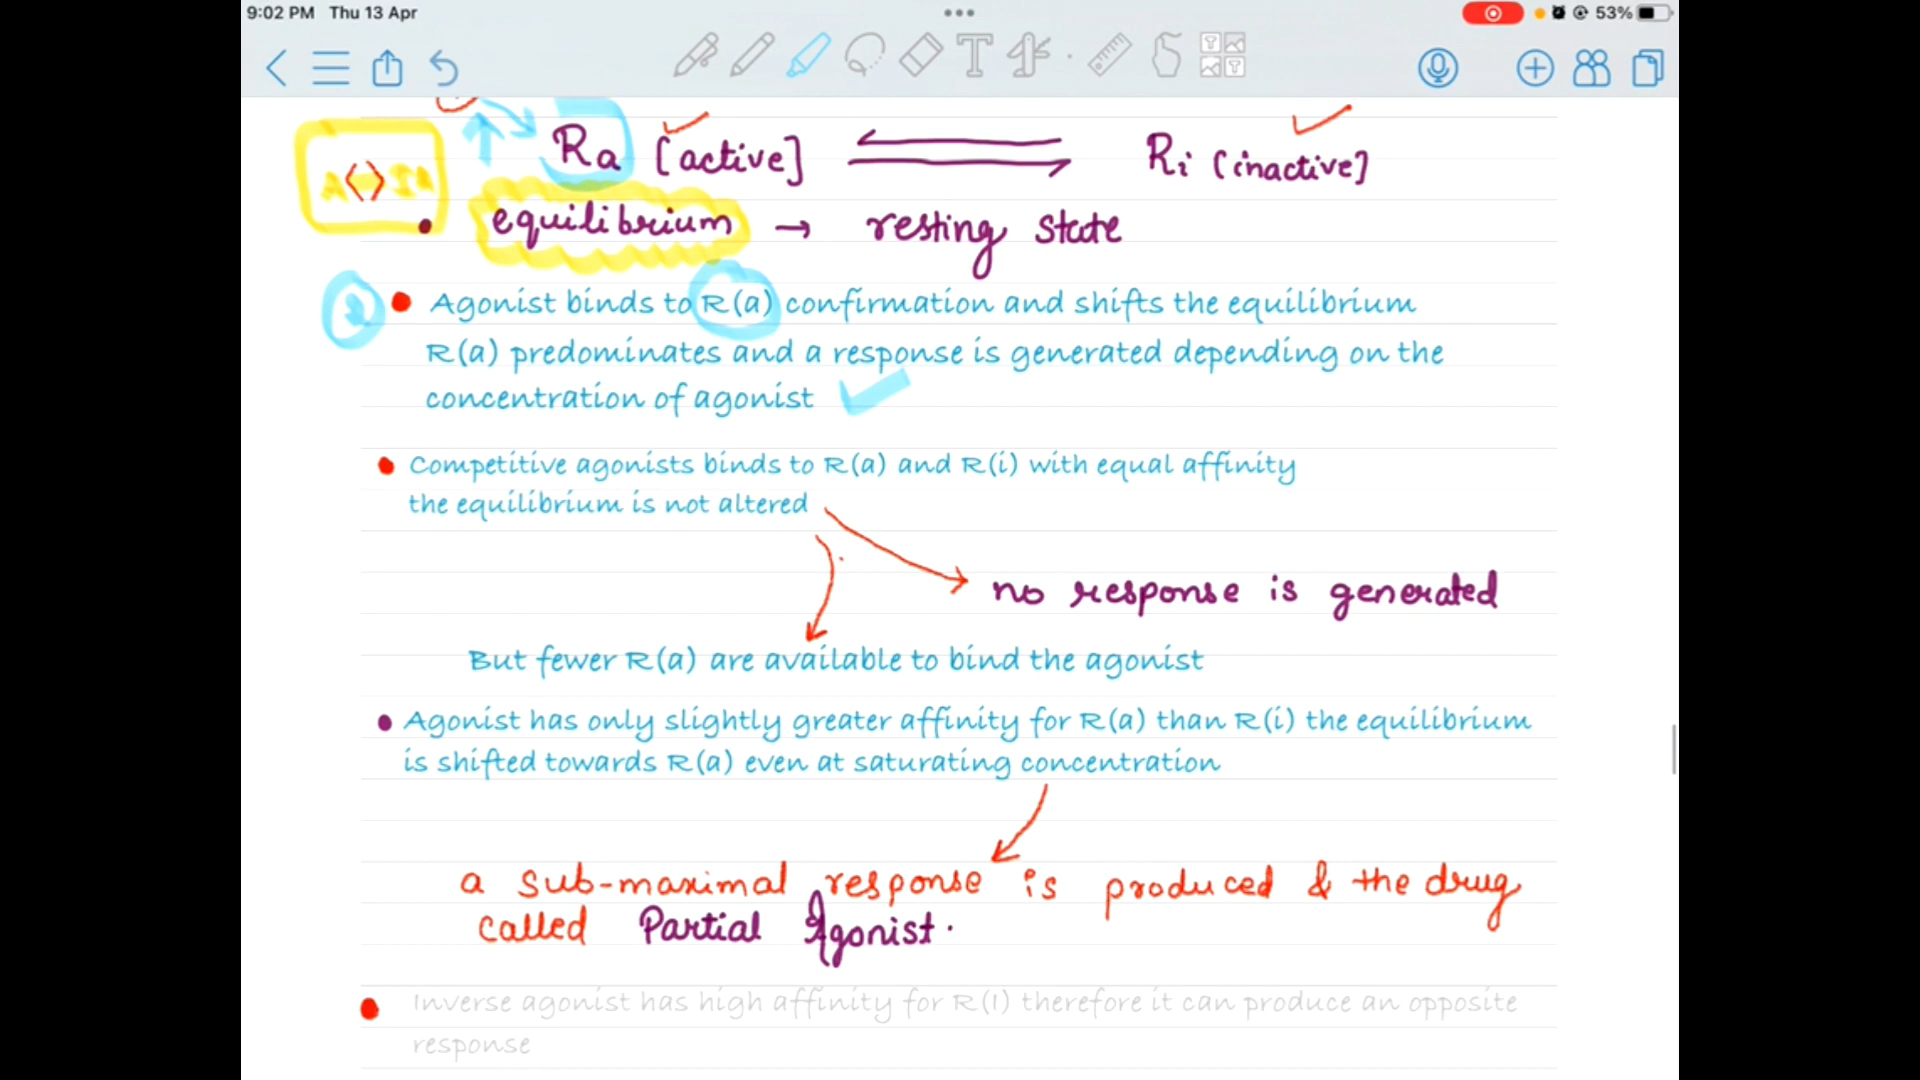 9:02 PM Thu 13 Apr
53%
Ra [active] Ri [inactive]
A <> IA
equilibrium → resting state
Agonist binds to R(a) confirmation and shifts the equilibrium
R(a) predominates and a response is generated depending on the
concentration of agonist
Competitive agonists binds to R(a) and R(i) with equal affinity
the equilibrium is not altered
no response is generated
But fewer R(a) are available to bind the agonist
Agonist has only slightly greater affinity for R(a) than R(i) the equilibrium
is shifted towards R(a) even at saturating concentration
a sub-maximal response is produced & the drug
called Partial Agonist.
Inverse agonist has high affinity for R(I) therefore it can produce an opposite
response